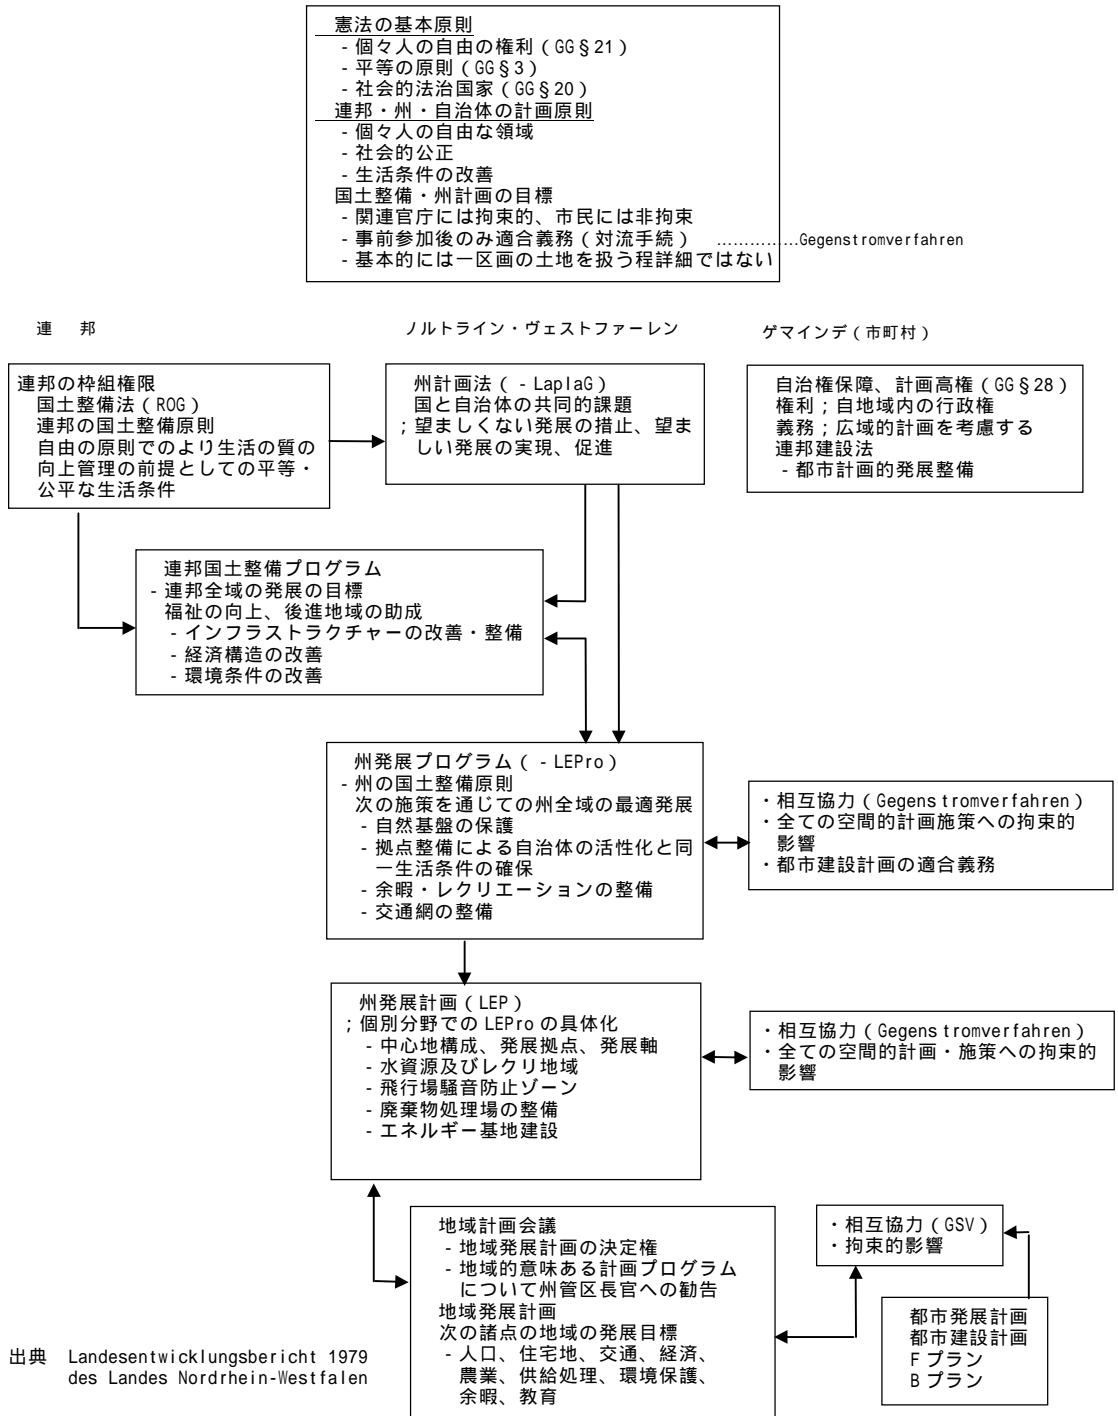 憲法の基本原則
- 個々人の自由の権利（GG§21）
- 平等の原則（GG§3）
- 社会的法治国家（GG§20）
連邦・州・自治体の計画原則
- 個々人の自由な領域
- 社会的公正
- 生活条件の改善
国土整備・州計画の目標
- 関連官庁には拘束的、市民には非拘束
- 事前参加後のみ適合義務（対流手続） ……………Gegenstromverfahren
- 基本的には一区画の土地を扱う程詳細ではない
連　邦
ノルトライン・ヴェストファーレン
ゲマインデ（市町村）
連邦の枠組権限
国土整備法（ROG）
連邦の国土整備原則
自由の原則でのより生活の質の
向上管理の前提としての平等・
公平な生活条件
州計画法（- LaplaG）
国と自治体の共同的課題
；望ましくない発展の措止、望ま
しい発展の実現、促進
自治権保障、計画高権（GG§28）
権利；自地域内の行政権
義務；広域的計画を考慮する
連邦建設法
- 都市計画的発展整備
連邦国土整備プログラム
- 連邦全域の発展の目標
福祉の向上、後進地域の助成
- インフラストラクチャーの改善・整備
- 経済構造の改善
- 環境条件の改善
州発展プログラム（- LEPro）
- 州の国土整備原則
次の施策を通じての州全域の最適発展
- 自然基盤の保護
- 拠点整備による自治体の活性化と同
一生活条件の確保
- 余暇・レクリエーションの整備
- 交通網の整備
・相互協力（Gegenstromverfahren）
・全ての空間的計画施策への拘束的
影響
・都市建設計画の適合義務
州発展計画（LEP）
；個別分野での LEPro の具体化
- 中心地構成、発展拠点、発展軸
- 水資源及びレクリ地域
- 飛行場騒音防止ゾーン
- 廃棄物処理場の整備
- エネルギー基地建設
・相互協力（Gegenstromverfahren）
・全ての空間的計画・施策への拘束的
影響
地域計画会議
- 地域発展計画の決定権
- 地域的意味ある計画プログラム
について州管区長官への勧告
地域発展計画
次の諸点の地域の発展目標
- 人口、住宅地、交通、経済、
農業、供給処理、環境保護、
余暇、教育
・相互協力（GSV）
・拘束的影響
都市発展計画
都市建設計画
F プラン
B プラン
出典　Landesentwicklungsbericht 1979
des Landes Nordrhein-Westfalen